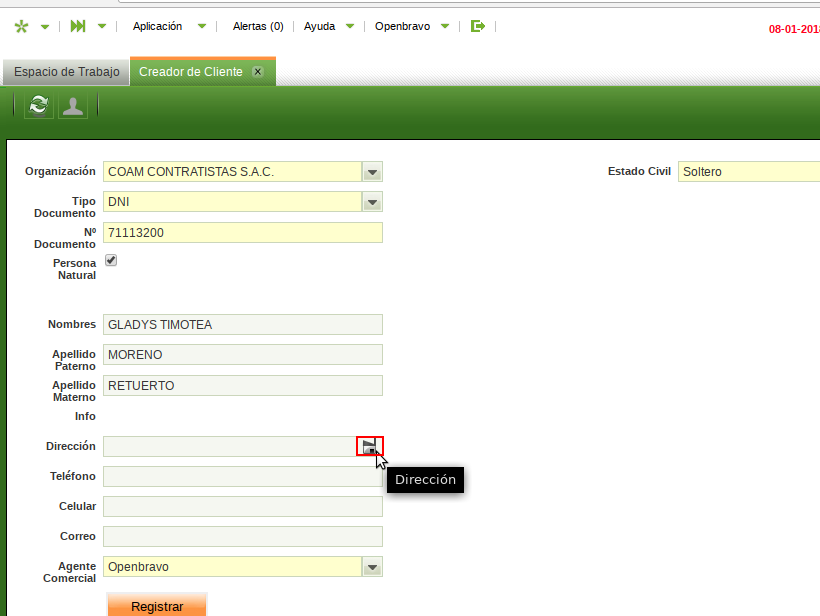 Aplicación Alertas (0) Ayuda Openbravo
08-01-201
Espacio de Trabajo Creador de Cliente x
Organización COAM CONTRATISTAS S.A.C. Estado Civil Soltero
Tipo
Documento DNI
Nº
Documento 71113200
Persona
Natural
Nombres GLADYS TIMOTEA
Apellido
Paterno MORENO
Apellido
Materno RETUERTO
Info
Dirección
Dirección
Teléfono
Celular
Correo
Agente
Comercial Openbravo
Registrar